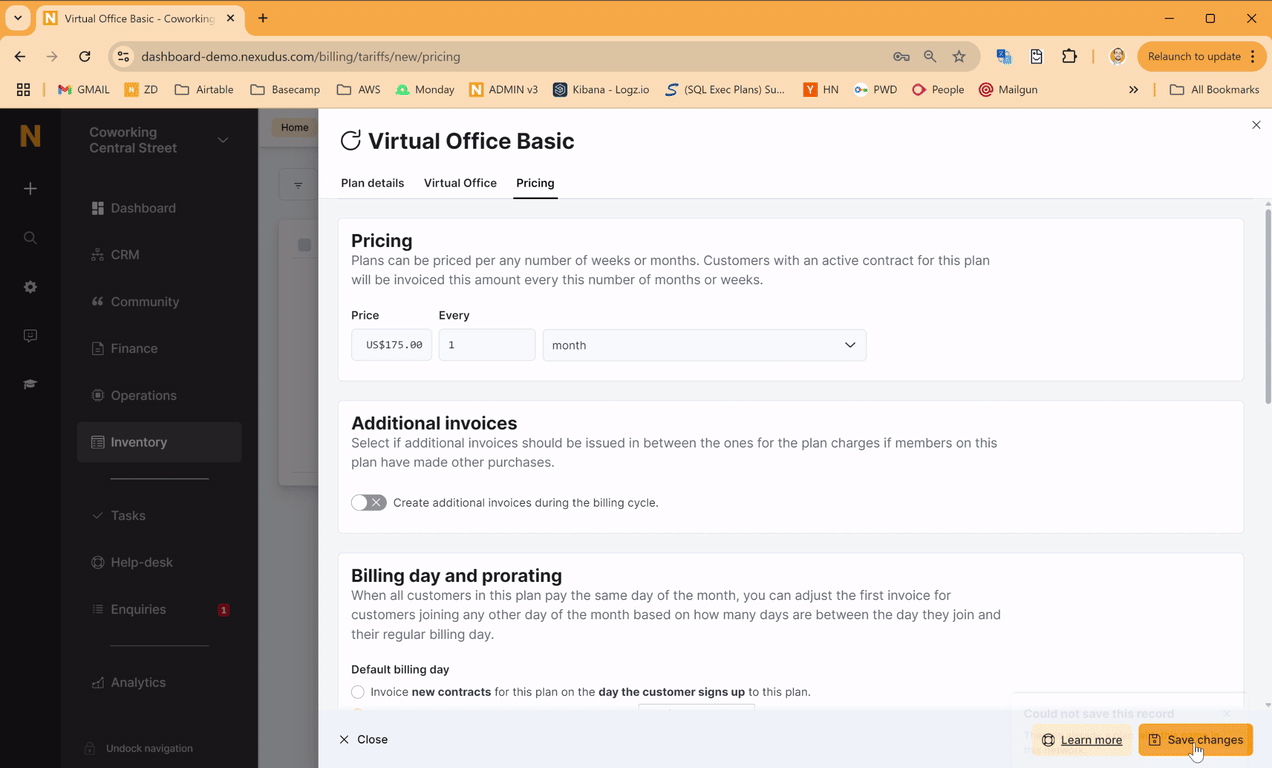 Virtual Office Basic - Coworking
dashboard-demo.nexudus.com/billing/tariffs/new/pricing
Relaunch to update
GMAIL
ZD
Airtable
Basecamp
AWS
Monday
ADMIN v3
Kibana - Logz.io
(SQL Exec Plans) Su...
HN
PWD
People
Mailgun
All Bookmarks
Coworking
Central Street
Dashboard
CRM
Community
Finance
Operations
Inventory
Tasks
Help-desk
Enquiries
1
Analytics
Undock navigation
Home
Virtual Office Basic
Plan details
Virtual Office
Pricing
Pricing
Plans can be priced per any number of weeks or months. Customers with an active contract for this plan
will be invoiced this amount every this number of months or weeks.
Price
Every
US$175.00
1
month
Additional invoices
Select if additional invoices should be issued in between the ones for the plan charges if members on this
plan have made other purchases.
Create additional invoices during the billing cycle.
Billing day and prorating
When all customers in this plan pay the same day of the month, you can adjust the first invoice for
customers joining any other day of the month based on how many days are between the day they join and
their regular billing day.
Default billing day
Invoice new contracts for this plan on the day the customer signs up to this plan.
Could not save this record
Close
Learn more
Save changes